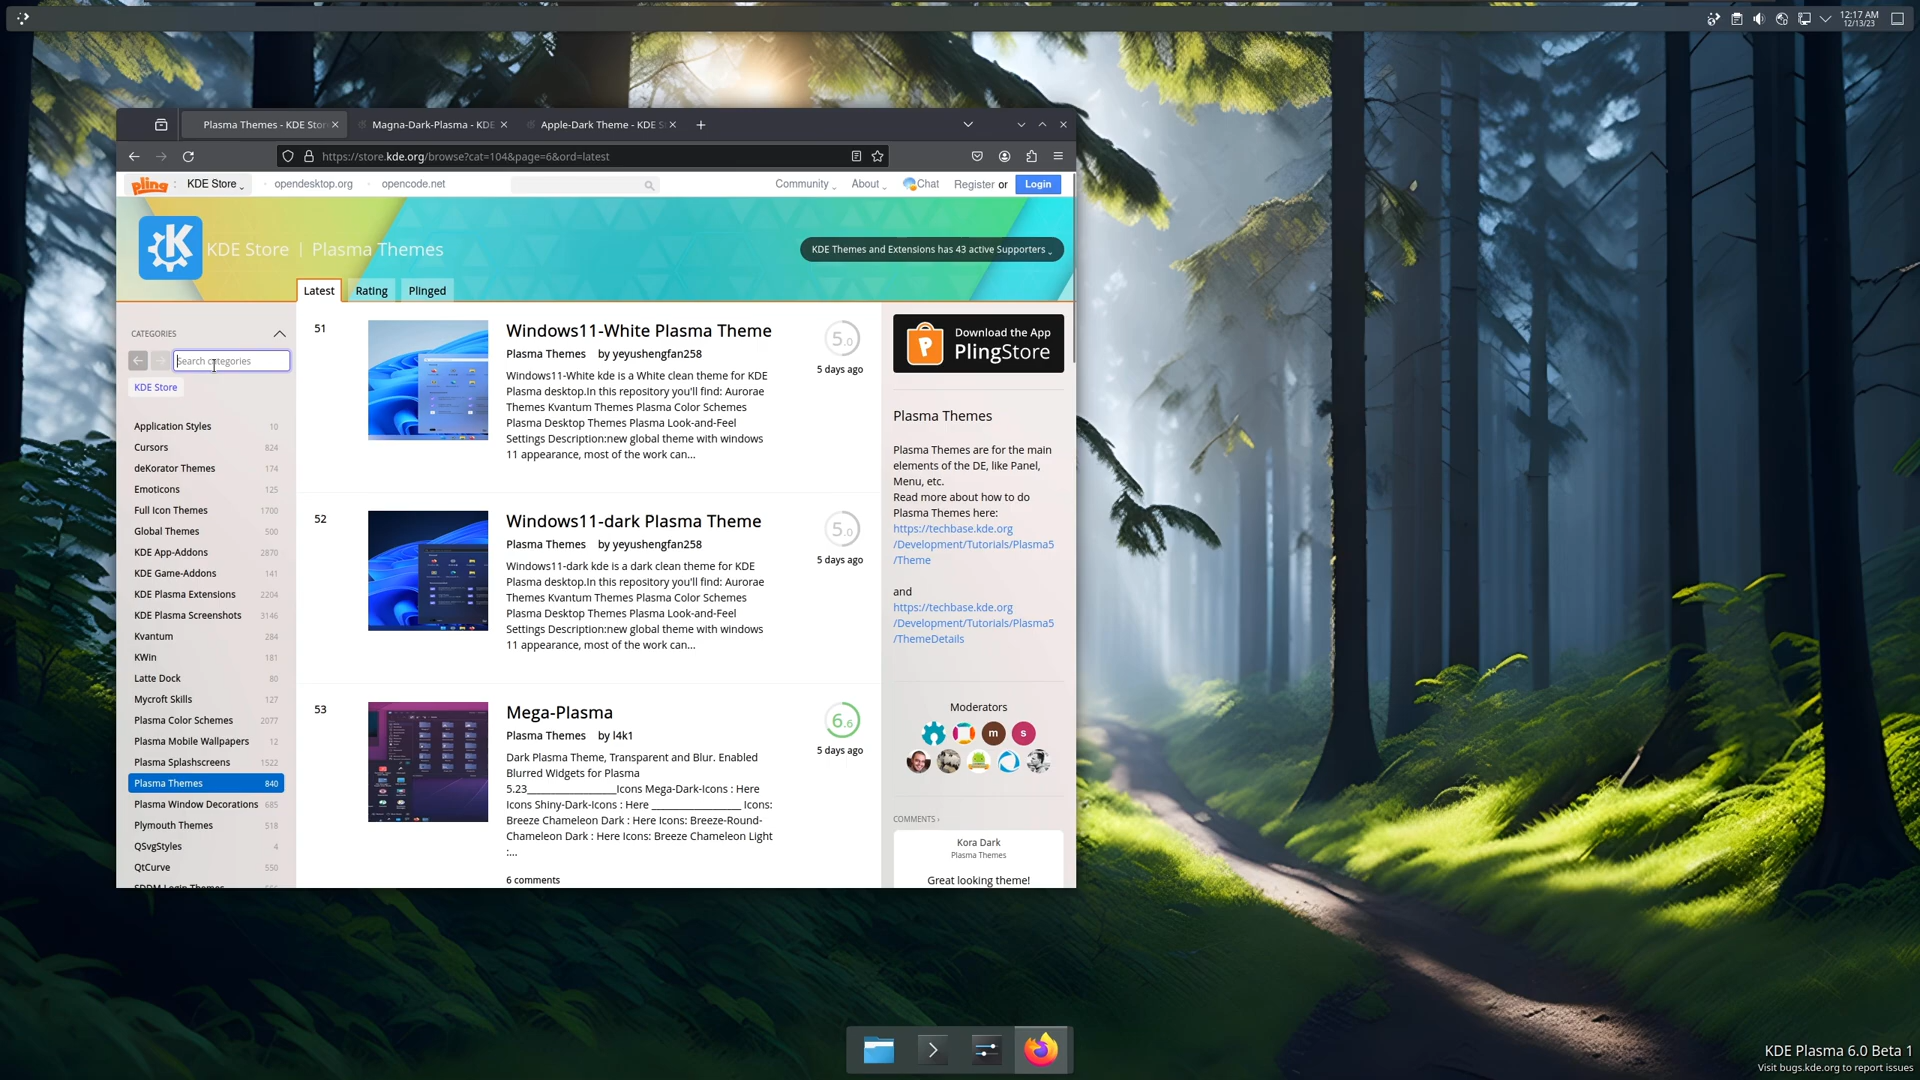 12:17 AM
12/13/23
Plasma Themes - KDE Stor
Magna-Dark-Plasma - KDE
Apple-Dark Theme - KDE S
https://store.kde.org/browse?cat=104&page=6&ord=latest
pling
:
KDE Store
opendesktop.org
opencode.net
Community
About
Chat
Register or
Login
KDE Store | Plasma Themes
KDE Themes and Extensions has 43 active Supporters
Latest
Rating
Plinged
CATEGORIES
Search categories
KDE Store
Application Styles 10
Cursors 824
deKorator Themes 174
Emoticons 125
Full Icon Themes 1700
Global Themes 500
KDE App-Addons 2870
KDE Game-Addons 141
KDE Plasma Extensions 2204
KDE Plasma Screenshots 3146
Kvantum 284
KWin 181
Latte Dock 80
Mycroft Skills 127
Plasma Color Schemes 2077
Plasma Mobile Wallpapers 12
Plasma Splashscreens 1522
Plasma Themes 840
Plasma Window Decorations 685
Plymouth Themes 518
QSvgStyles 4
QtCurve 550
SDDM Login Themes
51
Windows11-White Plasma Theme
Plasma Themes by yeyushengfan258
Windows11-White kde is a White clean theme for KDE
Plasma desktop.In this repository you'll find: Aurorae
Themes Kvantum Themes Plasma Color Schemes
Plasma Desktop Themes Plasma Look-and-Feel
Settings Description:new global theme with windows
11 appearance, most of the work can...
5.0
5 days ago
52
Windows11-dark Plasma Theme
Plasma Themes by yeyushengfan258
Windows11-dark kde is a dark clean theme for KDE
Plasma desktop.In this repository you'll find: Aurorae
Themes Kvantum Themes Plasma Color Schemes
Plasma Desktop Themes Plasma Look-and-Feel
Settings Description:new global theme with windows
11 appearance, most of the work can...
5.0
5 days ago
53
Mega-Plasma
Plasma Themes by l4k1
Dark Plasma Theme, Transparent and Blur. Enabled
Blurred Widgets for Plasma
5.23__________________Icons Mega-Dark-Icons : Here
Icons Shiny-Dark-Icons : Here __________________ Icons:
Breeze Chameleon Dark : Here Icons: Breeze-Round-
Chameleon Dark : Here Icons: Breeze Chameleon Light
:...
6 comments
6.6
5 days ago
Download the App
PlingStore
Plasma Themes
Plasma Themes are for the main
elements of the DE, like Panel,
Menu, etc.
Read more about how to do
Plasma Themes here:
https://techbase.kde.org
/Development/Tutorials/Plasma5
/Theme
and
https://techbase.kde.org
/Development/Tutorials/Plasma5
/ThemeDetails
Moderators
m
s
COMMENTS ›
Kora Dark
Plasma Themes
Great looking theme!
KDE Plasma 6.0 Beta 1
Visit bugs.kde.org to report issues